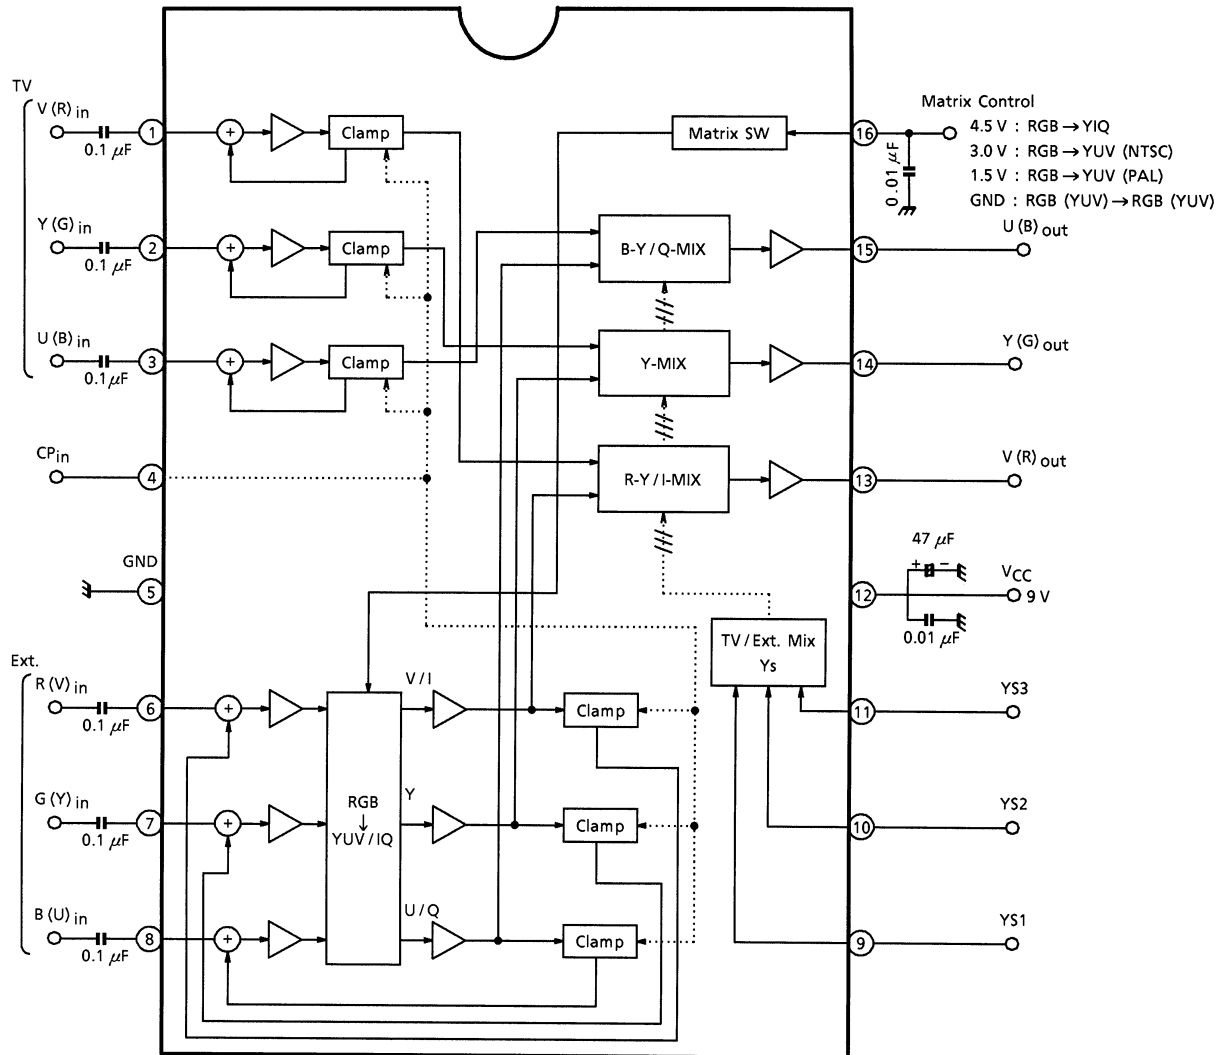 TV
V (R) in
0.1 µF
1
+
Clamp
Matrix SW
16
0.01 µF
Matrix Control
4.5 V : RGB → YIQ
3.0 V : RGB → YUV (NTSC)
1.5 V : RGB → YUV (PAL)
GND : RGB (YUV) → RGB (YUV)
Y (G) in
0.1 µF
2
+
Clamp
B-Y / Q-MIX
15
U (B) out
U (B) in
0.1 µF
3
+
Clamp
Y-MIX
14
Y (G) out
CP in
4
R-Y / I-MIX
13
V (R) out
GND
5
12
47 µF
+ −
VCC
9 V
0.01 µF
TV / Ext. Mix
Ys
Ext.
R (V) in
0.1 µF
6
+
V / I
Clamp
11
YS3
G (Y) in
0.1 µF
7
+
RGB
↓
YUV / IQ
Y
Clamp
10
YS2
B (U) in
0.1 µF
8
+
U / Q
Clamp
9
YS1